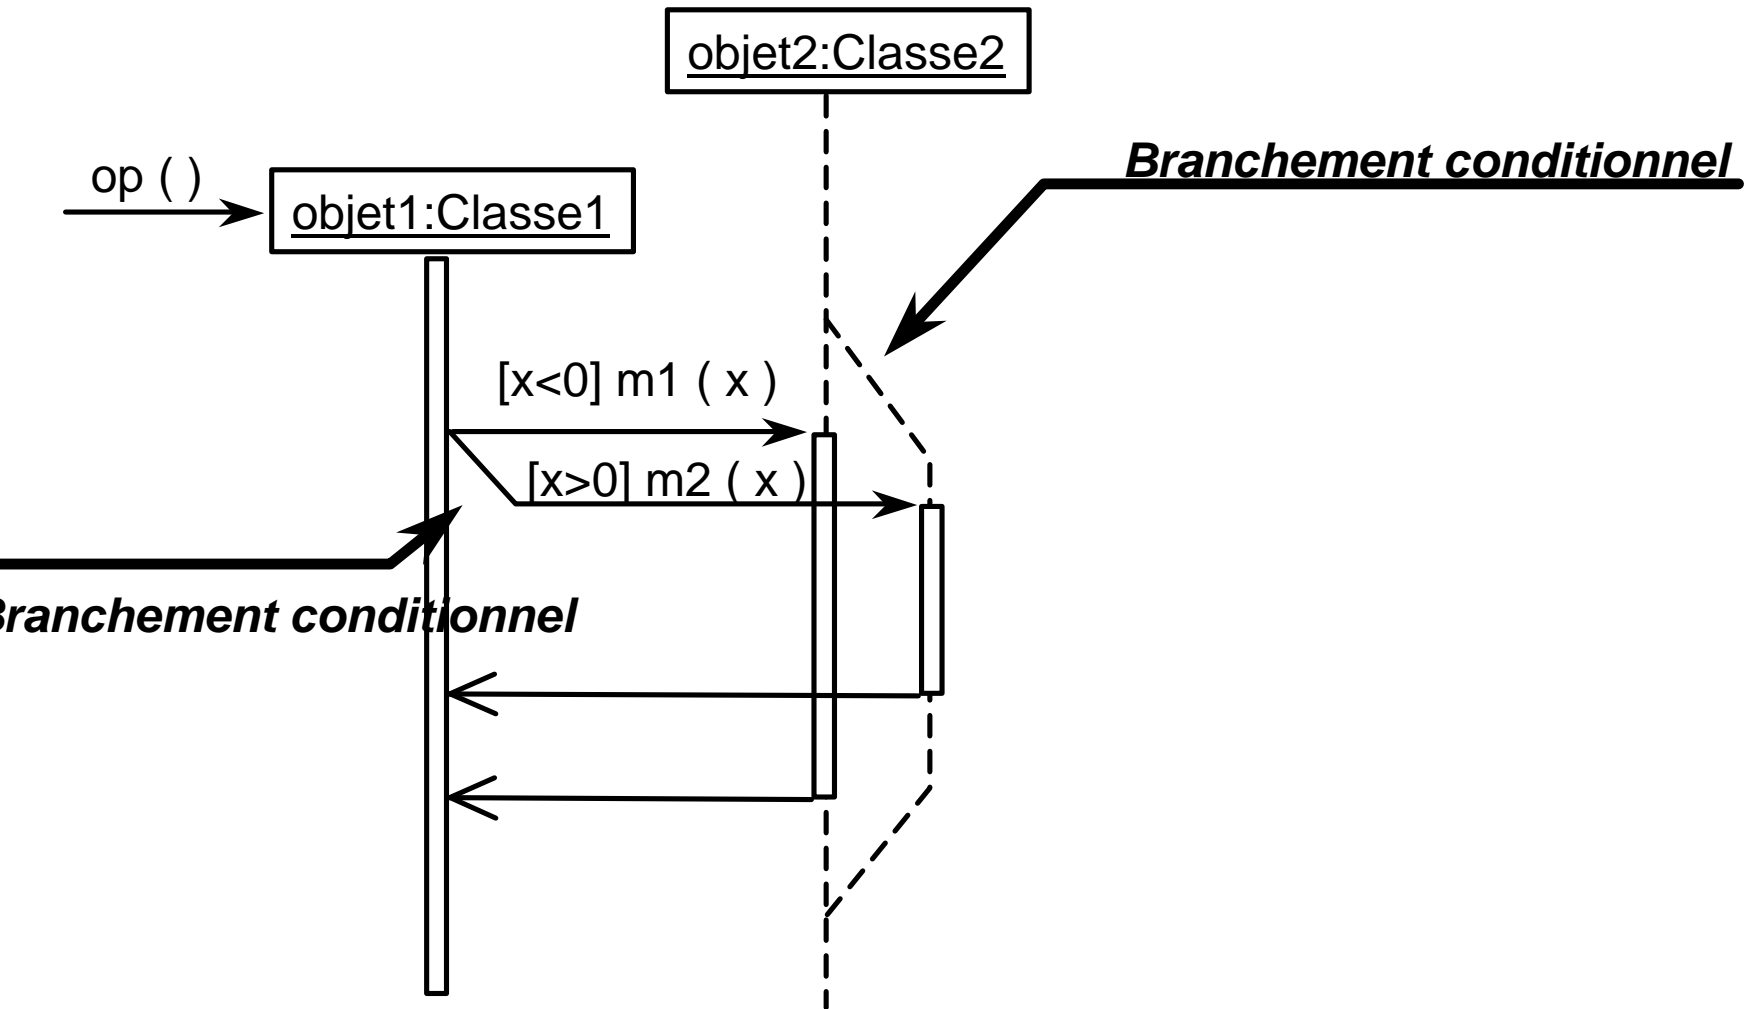 objet2:Classe2
Branchement conditionnel
op ( )
objet1:Classe1
[x<0] m1 ( x )
[x>0] m2 ( x )
Branchement conditionnel